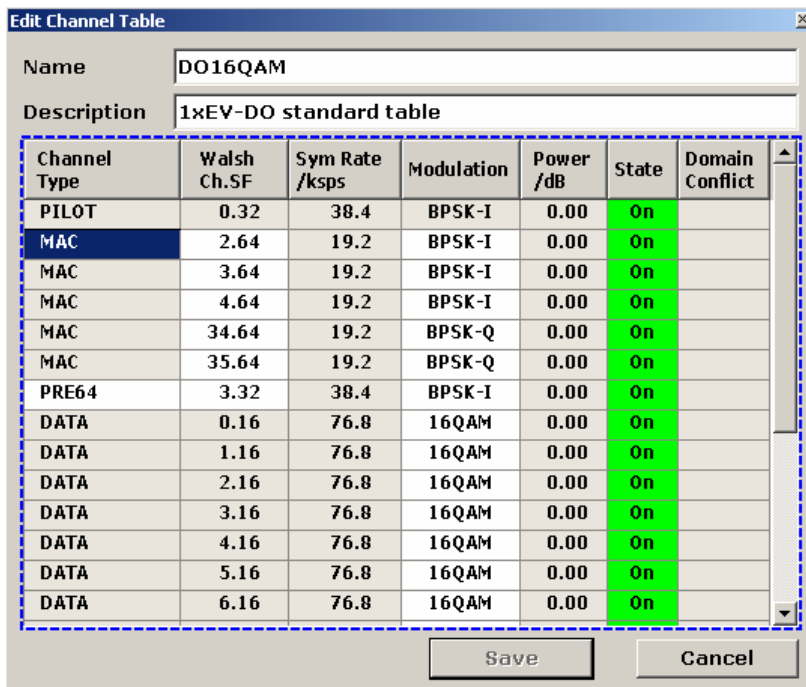 Edit Channel Table
Name DO16QAM
Description 1xEV-DO standard table
Channel Type Walsh Ch.SF Sym Rate /ksps Modulation Power /dB State Domain Conflict
PILOT 0.32 38.4 BPSK-I 0.00 On
MAC 2.64 19.2 BPSK-I 0.00 On
MAC 3.64 19.2 BPSK-I 0.00 On
MAC 4.64 19.2 BPSK-I 0.00 On
MAC 34.64 19.2 BPSK-Q 0.00 On
MAC 35.64 19.2 BPSK-Q 0.00 On
PRE64 3.32 38.4 BPSK-I 0.00 On
DATA 0.16 76.8 16QAM 0.00 On
DATA 1.16 76.8 16QAM 0.00 On
DATA 2.16 76.8 16QAM 0.00 On
DATA 3.16 76.8 16QAM 0.00 On
DATA 4.16 76.8 16QAM 0.00 On
DATA 5.16 76.8 16QAM 0.00 On
DATA 6.16 76.8 16QAM 0.00 On
Save Cancel